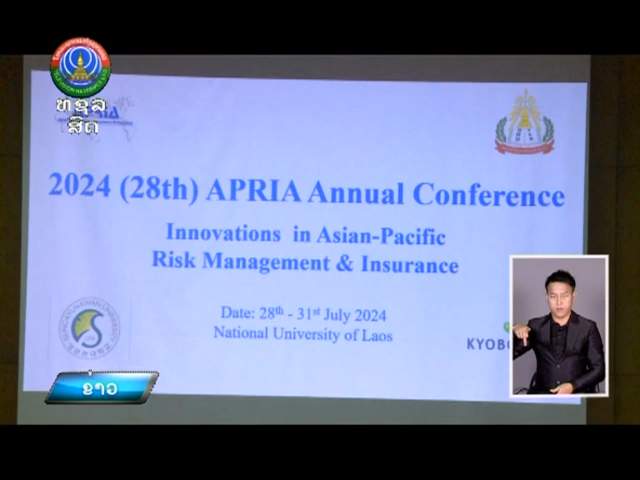 ທຊລ
ສົດ
2024 (28th) APRIA Annual Conference
Innovations in Asian-Pacific
Risk Management & Insurance
Date: 28th - 31st July 2024
National University of Laos
KYOBO
ຂ່າວ